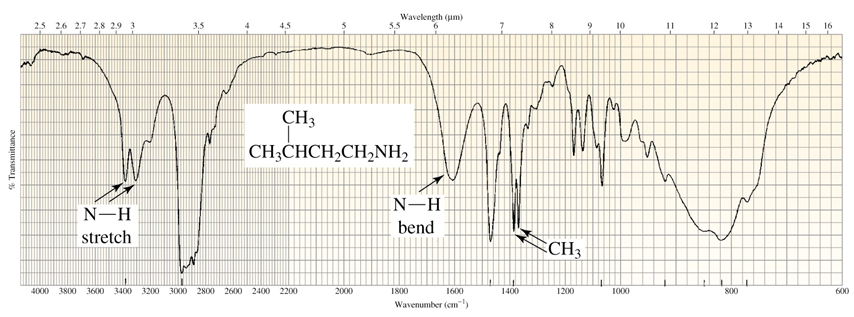 Wavelength (μm)
2.5 2.6 2.7 2.8 2.9 3 3.5 4 4.5 5 5.5 6 7 8 9 10 11 12 13 14 15 16
% Transmittance
CH₃
CH₃CHCH₂CH₂NH₂
N—H
stretch
N—H
bend
CH₃
4000 3800 3600 3400 3200 3000 2800 2600 2400 2200 2000 1800 1600 1400 1200 1000 800 600
Wavenumber (cm⁻¹)